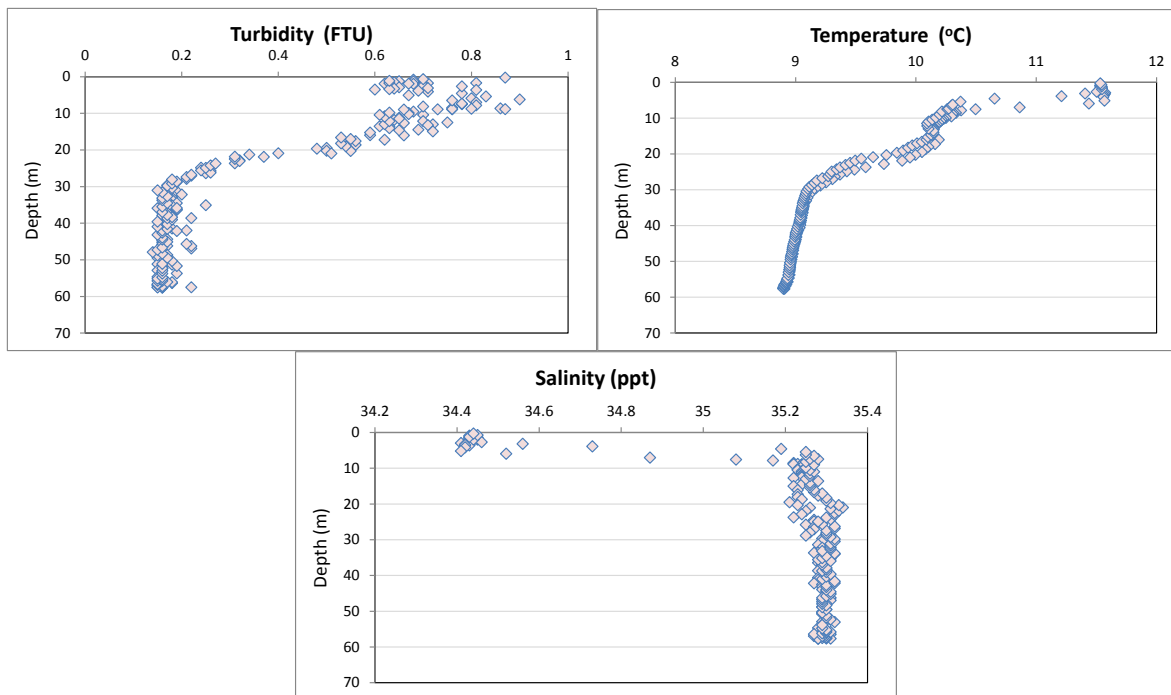 Turbidity (FTU)
0 0.2 0.4 0.6 0.8 1
0
10
20
30
40
50
60
70
Depth (m)
Temperature (oC)
8 9 10 11 12
0
10
20
30
40
50
60
70
Depth (m)
Salinity (ppt)
34.2 34.4 34.6 34.8 35 35.2 35.4
0
10
20
30
40
50
60
70
Depth (m)